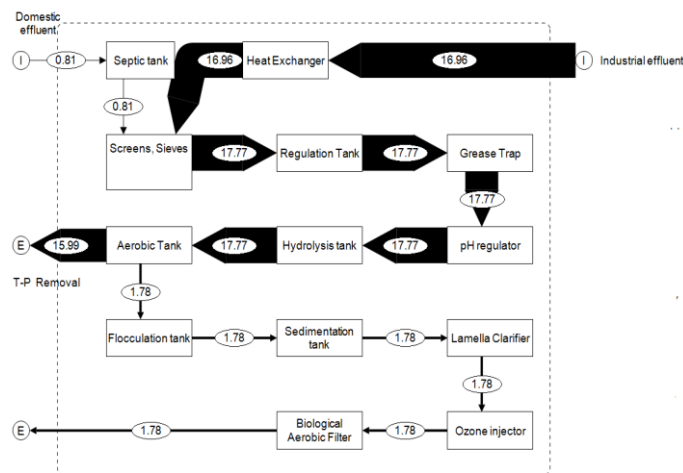 Domestic
effluent
I
0.81
Septic tank
16.96
Heat Exchanger
16.96
I
Industrial effluent
0.81
Screens, Sieves
17.77
Regulation Tank
17.77
Grease Trap
17.77
E
15.99
Aerobic Tank
17.77
Hydrolysis tank
17.77
pH regulator
T-P Removal
1.78
Flocculation tank
1.78
Sedimentation
tank
1.78
Lamella Clarifier
1.78
E
1.78
Biological
Aerobic Filter
1.78
Ozone injector